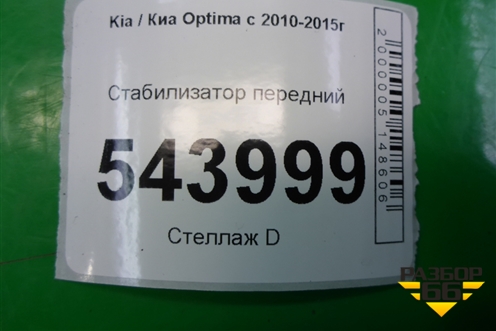 Kia / Киа Optima с 2010-2015г
Стабилизатор передний
543999
Стеллаж D
2000005148606
РАЗБОР
66